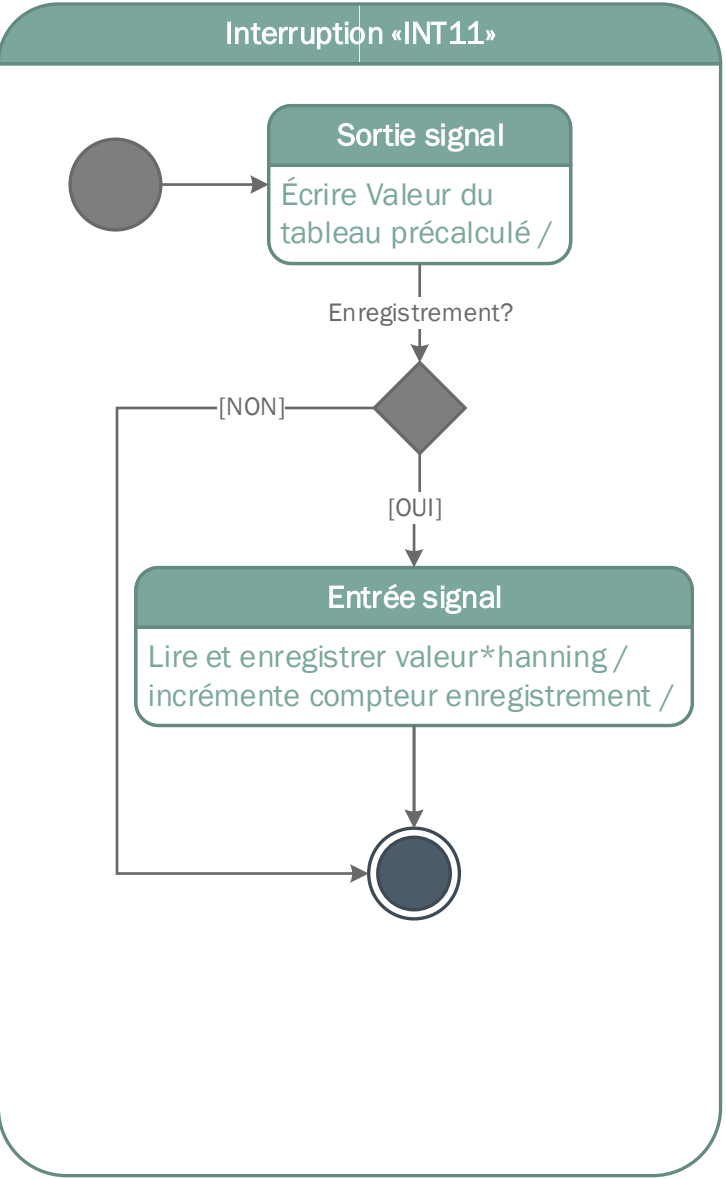 Interruption «INT11»
Sortie signal
Écrire Valeur du
tableau précalculé /
Enregistrement?
[NON]
[OUI]
Entrée signal
Lire et enregistrer valeur*hanning /
incrémente compteur enregistrement /